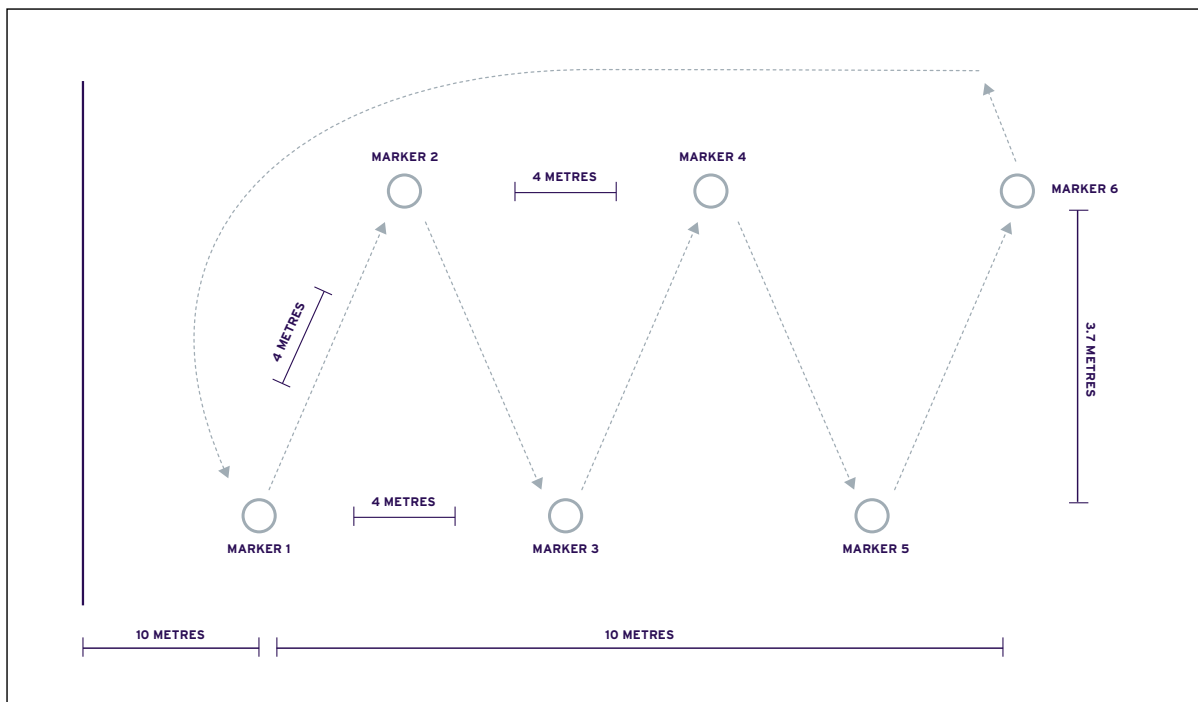 MARKER 2
MARKER 4
4 METRES
MARKER 6
4 METRES
3.7 METRES
4 METRES
MARKER 1
MARKER 3
MARKER 5
10 METRES
10 METRES